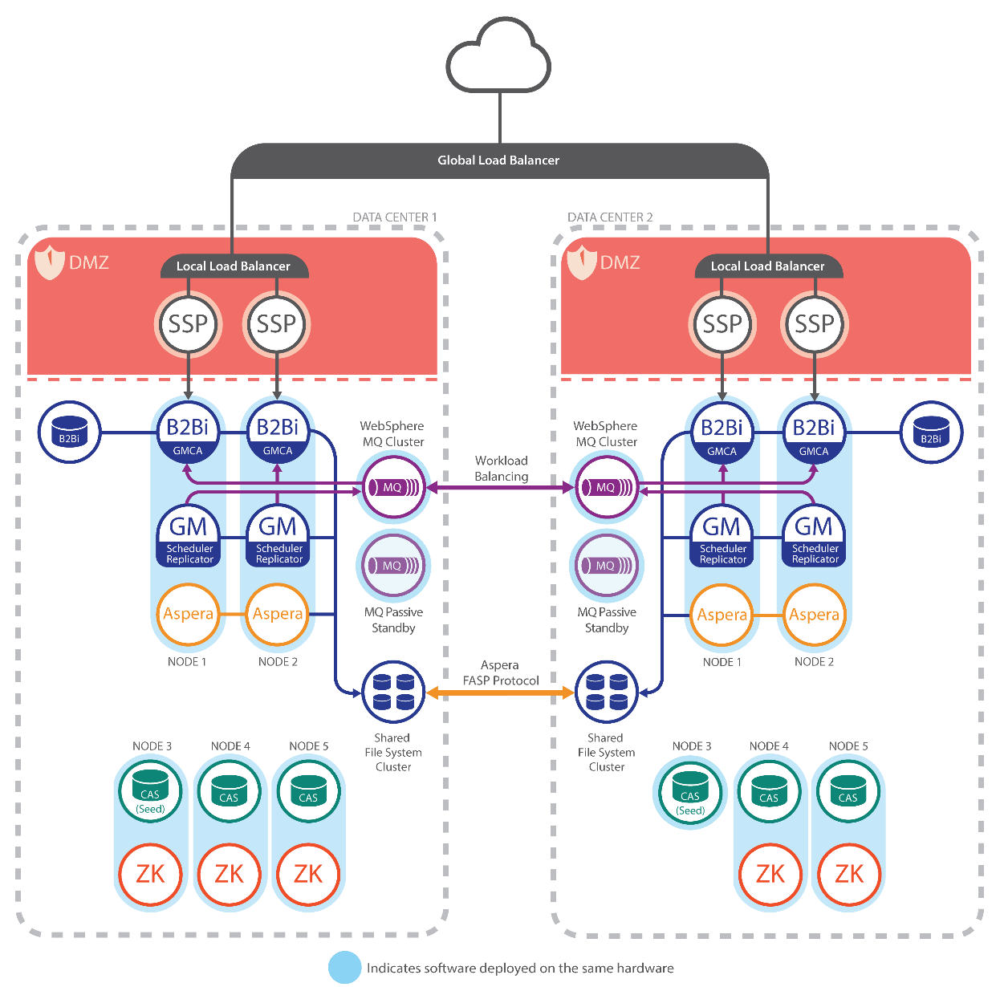 Global Load Balancer
DATA CENTER 1
DATA CENTER 2
DMZ
Local Load Balancer
SSP
SSP
DMZ
Local Load Balancer
SSP
SSP
B2Bi
B2Bi
GMCA
B2Bi
GMCA
WebSphere
MQ Cluster
MQ
Workload
Balancing
WebSphere
MQ Cluster
MQ
B2Bi
GMCA
B2Bi
GMCA
B2Bi
GM
Scheduler
Replicator
GM
Scheduler
Replicator
MQ
MQ Passive
Standby
MQ
MQ Passive
Standby
GM
Scheduler
Replicator
GM
Scheduler
Replicator
Aspera
Aspera
NODE 1
NODE 2
Aspera
Aspera
NODE 1
NODE 2
Aspera
FASP Protocol
Shared
File System
Cluster
Shared
File System
Cluster
NODE 3
NODE 4
NODE 5
CAS
(Seed)
CAS
CAS
ZK
ZK
ZK
NODE 3
NODE 4
NODE 5
CAS
(Seed)
CAS
CAS
ZK
ZK
Indicates software deployed on the same hardware